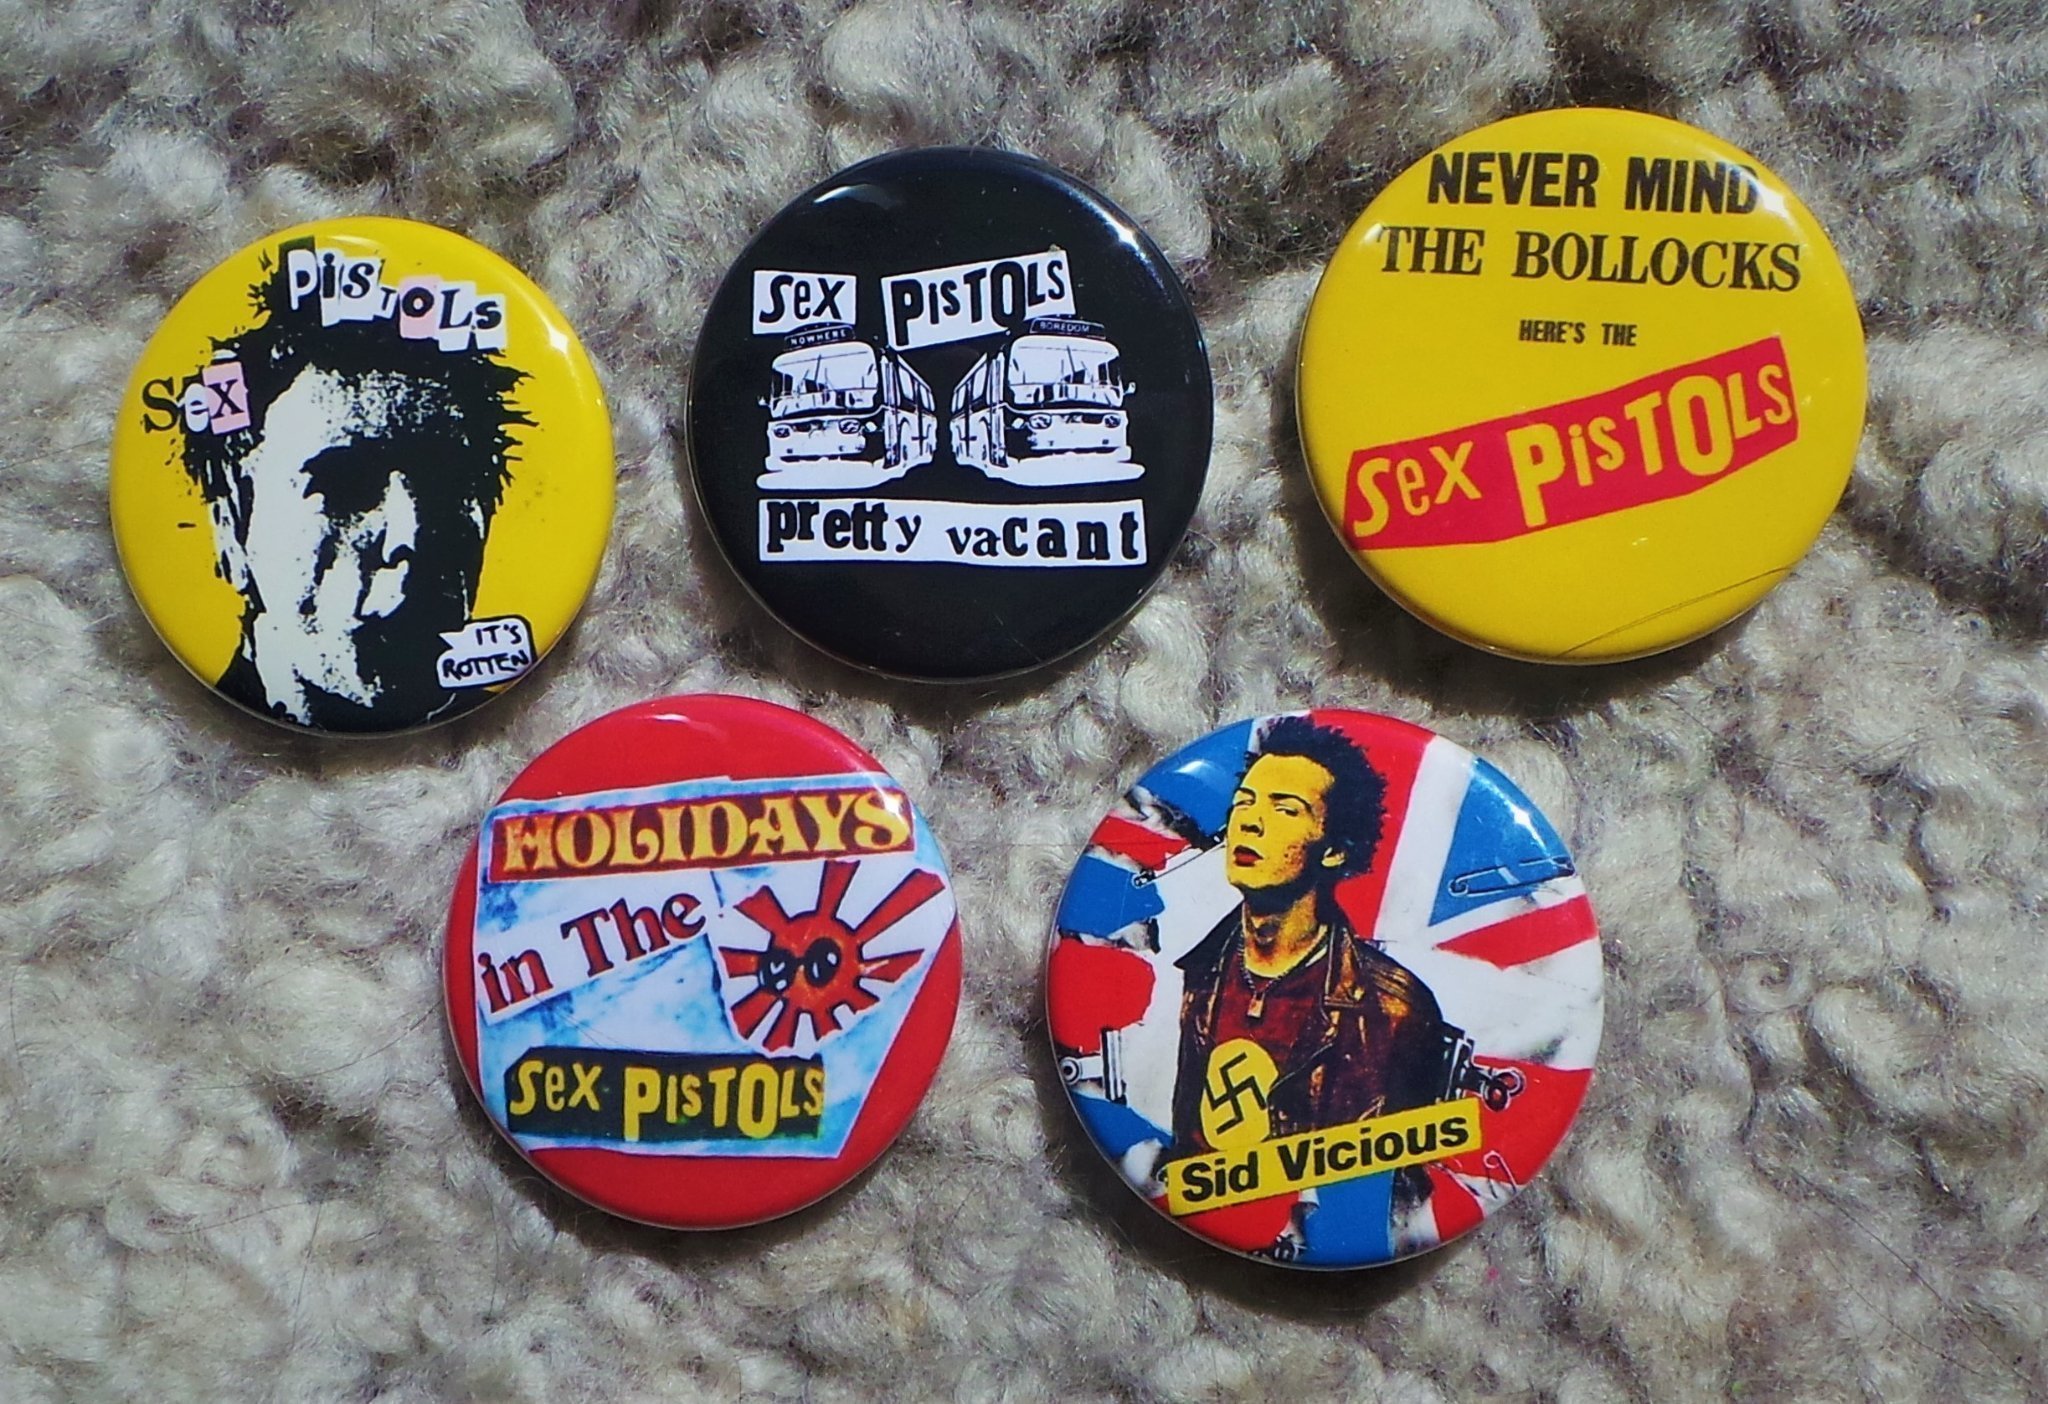 PisTOLs
Sex
IT'S
ROTTEN
Sex PisTOLs
NOWHERE
BOREDOM
pretty vacant
NEVER MIND
THE BOLLOCKS
HERE'S THE
Sex PisTOLs
HOLIDAYS
in The
Sex PisTOLs
Sid Vicious